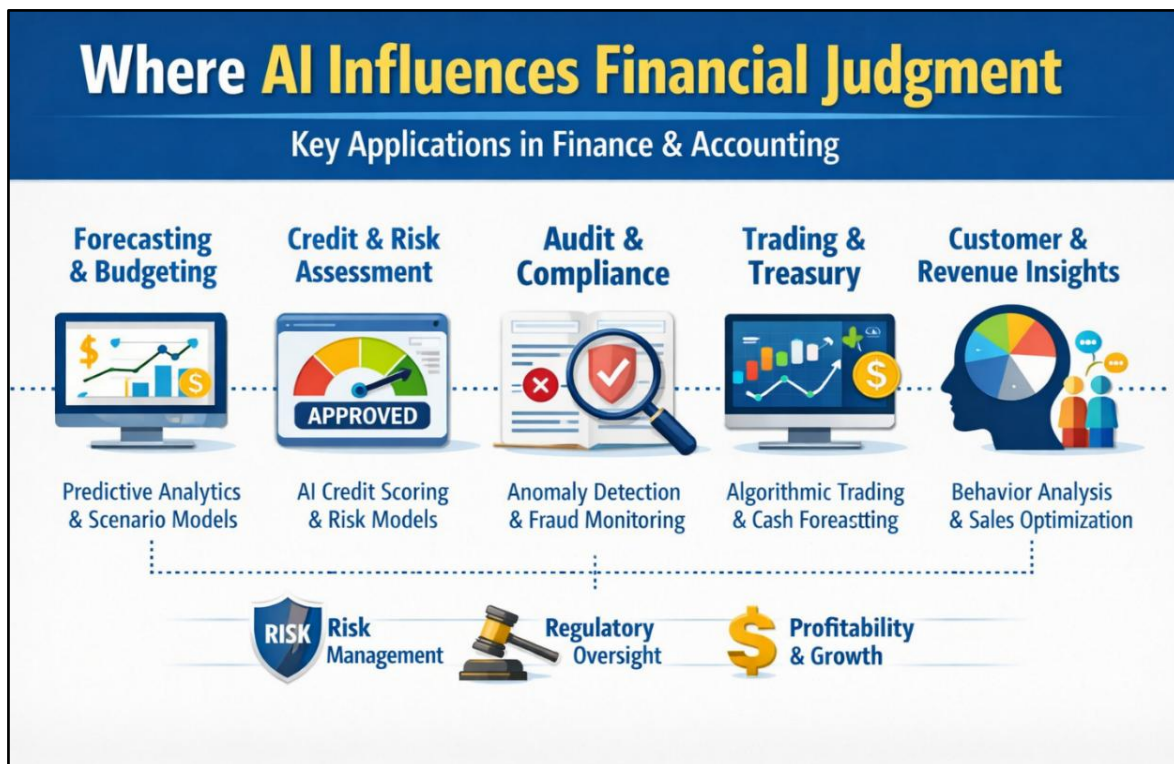 Where AI Influences Financial Judgment
Key Applications in Finance & Accounting
Forecasting
& Budgeting
Credit & Risk
Assessment
Audit &
Compliance
Trading &
Treasury
Customer &
Revenue Insights
$
$
APPROVED
$
Predictive Analytics
& Scenario Models
AI Credit Scoring
& Risk Models
Anomaly Detection
& Fraud Monitoring
Algorithmic Trading
& Cash Foreastting
Behavior Analysis
& Sales Optimization
RISK
Risk
Management
Regulatory
Oversight
$
Profitability
& Growth